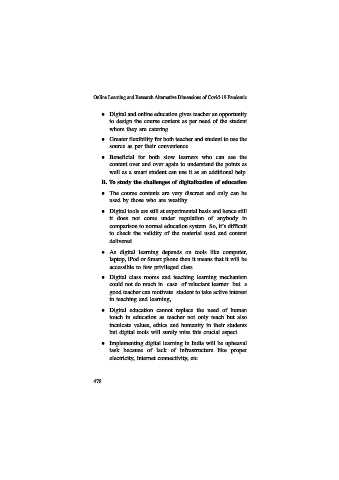 Online Learning and Research Alternative Dimensions of Covid-19 Pandemic
• Digital and online education gives teacher an opportunity
to design the course content as per need of the student
whom they are catering
• Greater flexibility for both teacher and student to use the
source as per their convenience
• Beneficial for both slow learners who can see the
content over and over again to understand the points as
well as a smart student can use it as an additional help
B. To study the challenges of digitalization of education
• The course contents are very discreet and only can be
used by those who are wealthy
• Digital tools are still at experimental basis and hence still
it does not come under regulation of anybody in
comparison to normal education system So, it's difficult
to check the validity of the material used and content
delivered
• As digital learning depends on tools like computer,
laptop, iPod or Smart phone then it means that it will be
accessible to few privileged class
• Digital class rooms and teaching learning mechanism
could not do much in case of reluctant learner but a
good teacher can motivate student to take active interest
in teaching and learning,
• Digital education cannot replace the need of human
touch in education as teacher not only teach but also
inculcate values, ethics and humanity in their students
but digital tools will surely miss this crucial aspect
• Implementing digital learning in India will be upheaval
task because of lack of infrastructure like proper
electricity, internet connectivity, etc